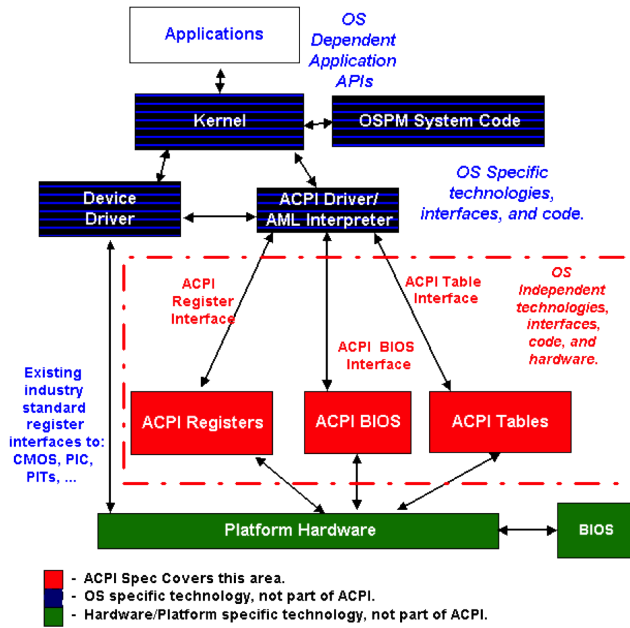 Applications
OS
Dependent
Application
APIs
Kernel
OSPM System Code
OS Specific
technologies,
interfaces, and code.
Device
Driver
ACPI Driver/
AML Interpreter
ACPI
Register
Interface
ACPI Table
Interface
OS
Independent
technologies,
interfaces,
code, and
hardware.
ACPI BIOS
Interface
Existing
industry
standard
register
interfaces to:
CMOS, PIC,
PITs, ...
ACPI Registers
ACPI BIOS
ACPI Tables
Platform Hardware
BIOS
- ACPI Spec Covers this area.
- OS specific technology, not part of ACPI.
- Hardware/Platform specific technology, not part of ACPI.